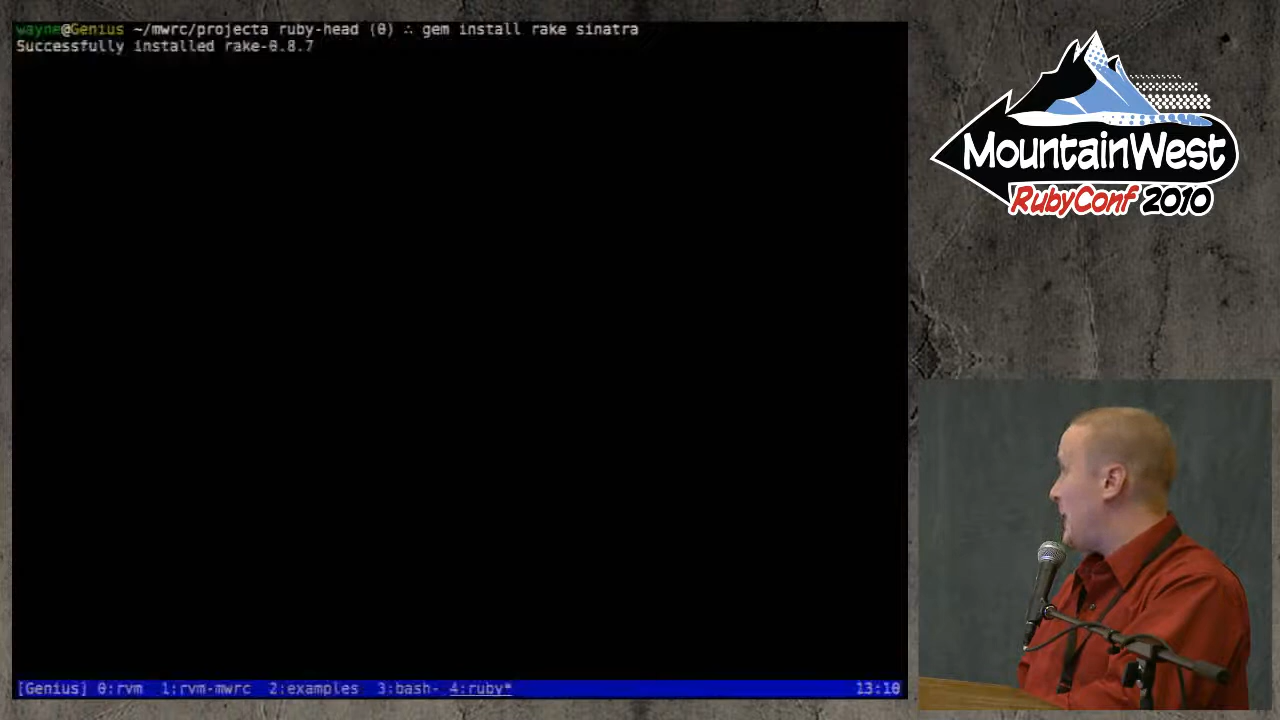 wayne@Genius ~/mwrc/projecta ruby-head (0) ∴ gem install rake sinatra
Successfully installed rake-0.8.7
MountainWest
RubyConf 2010
[Genius] 0:rvm 1:rvm-mwrc 2:examples 3:bash- 4:ruby* 13:10